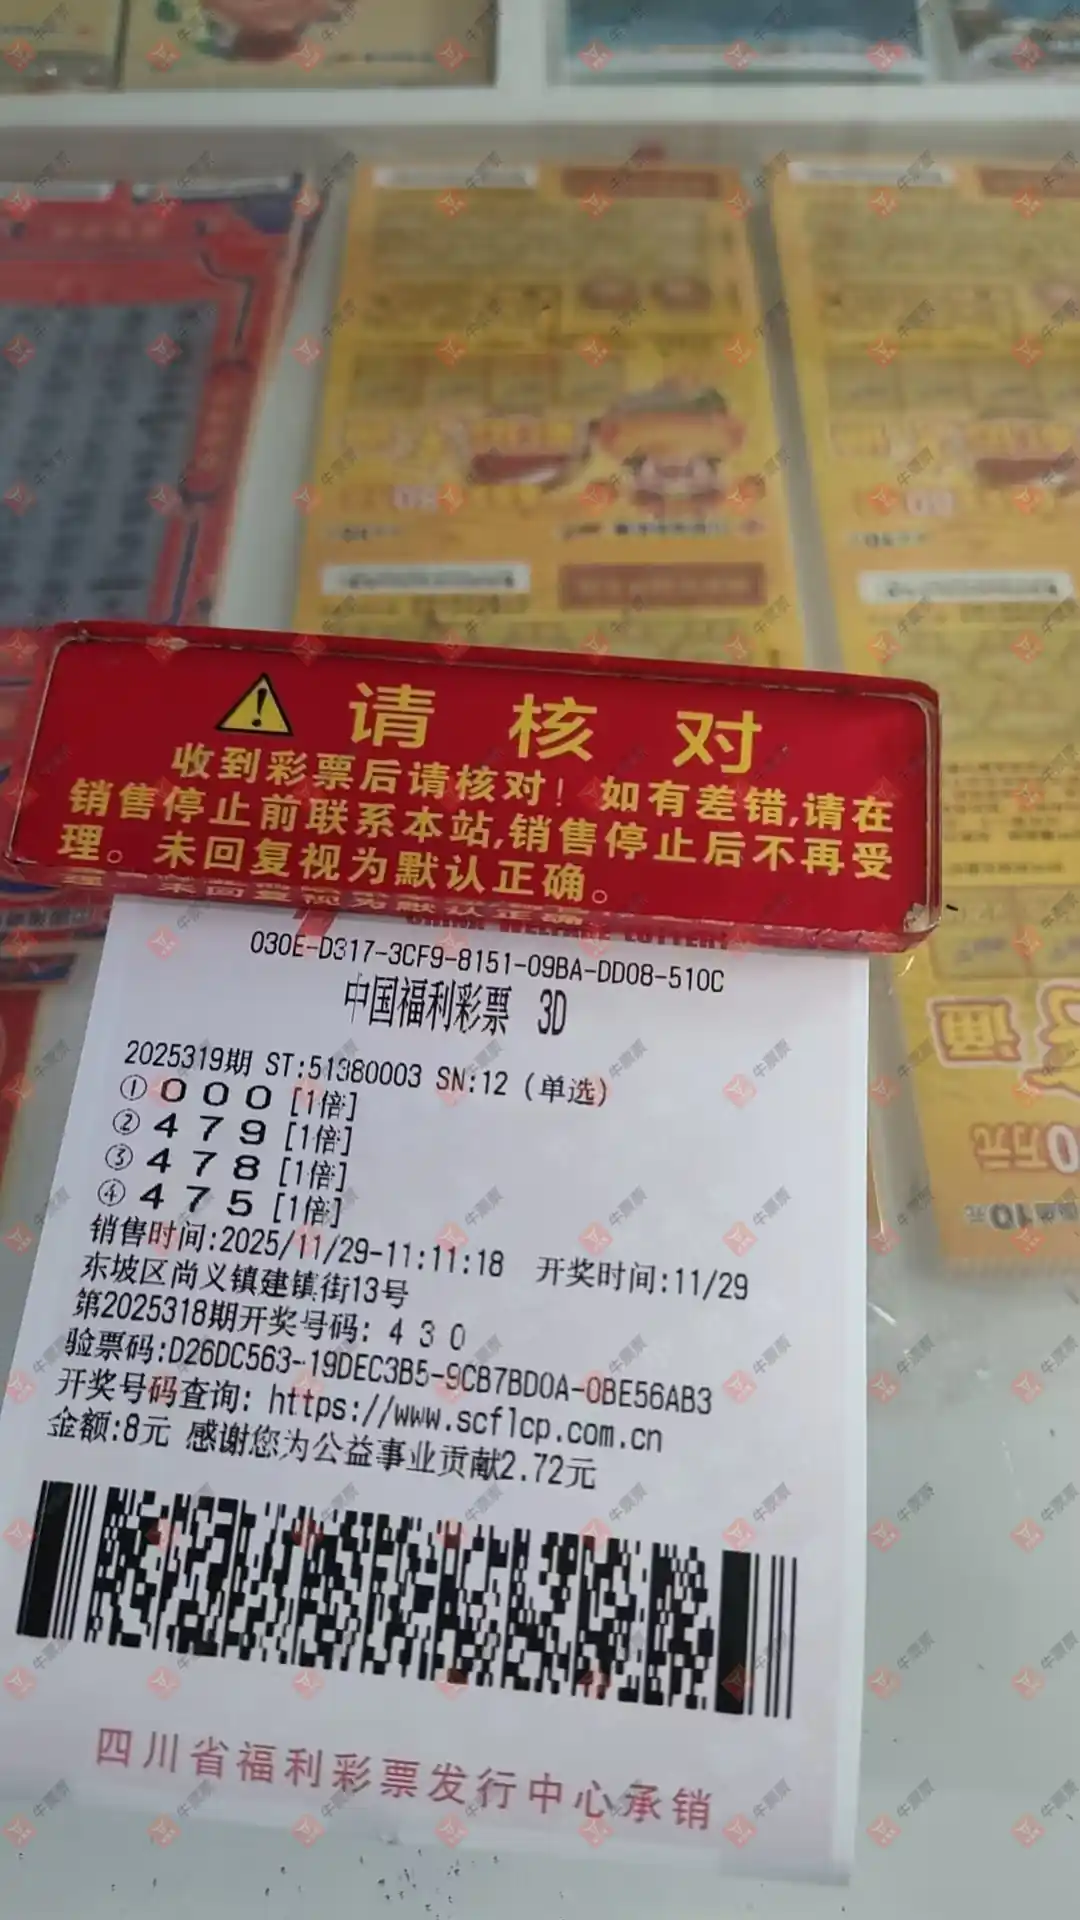 请 核 对
收到彩票后请核对！如有差错,请在
销售停止前联系本站,销售停止后不再受
理。未回复视为默认正确。
030E-D317-3CF9-8151-09BA-DD08-510C
中国福利彩票 3D
2025319期 ST:51380003 SN:12 (单选)
① 0 0 0 [1倍]
② 4 7 9 [1倍]
③ 4 7 8 [1倍]
④ 4 7 5 [1倍]
销售时间:2025/11/29-11:11:18 开奖时间:11/29
东坡区尚义镇建镇街13号
第2025318期开奖号码: 4 3 0
验票码:D26DC563-19DEC3B5-9CB7BD0A-0BE56AB3
开奖号码查询: https://www.scflcp.com.cn
金额:8元 感谢您为公益事业贡献2.72元
四川省福利彩票发行中心承销
牛票票